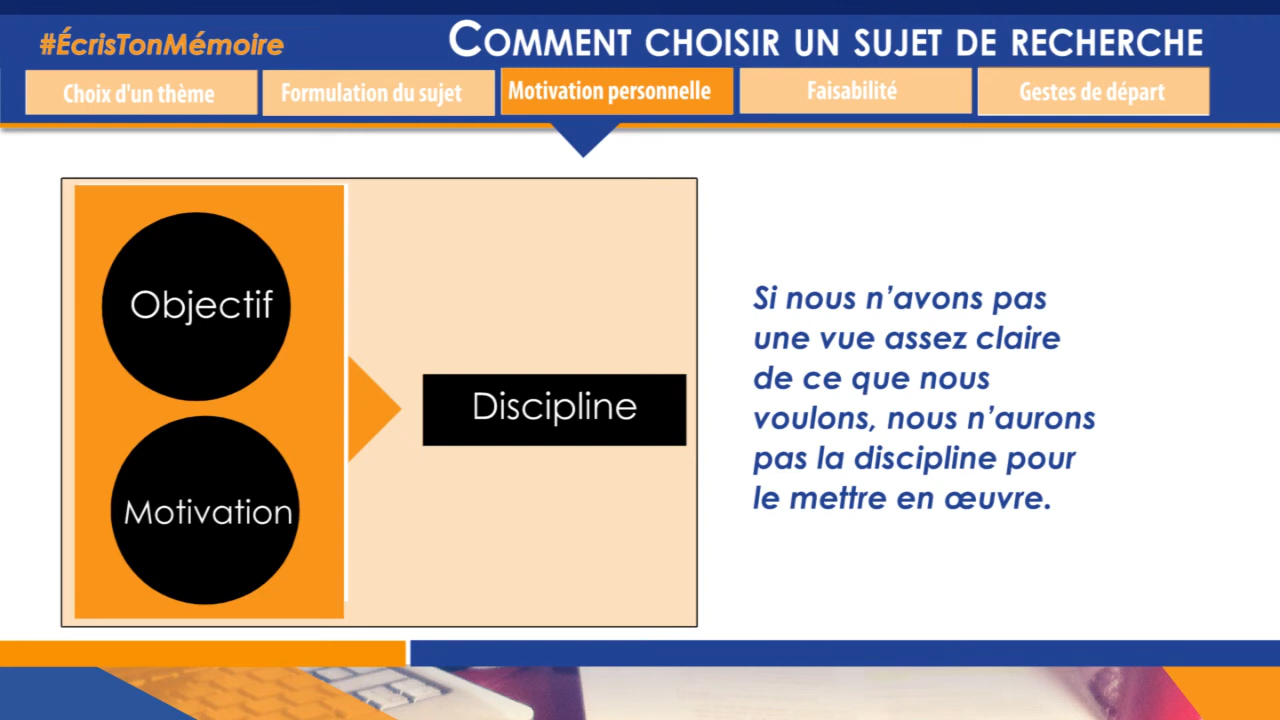 #ÉcrisTonMémoire
COMMENT CHOISIR UN SUJET DE RECHERCHE
Choix d'un thème
Formulation du sujet
Motivation personnelle
Faisabilité
Gestes de départ
Objectif
Motivation
Discipline
Si nous n’avons pas
une vue assez claire
de ce que nous
voulons, nous n’aurons
pas la discipline pour
le mettre en œuvre.